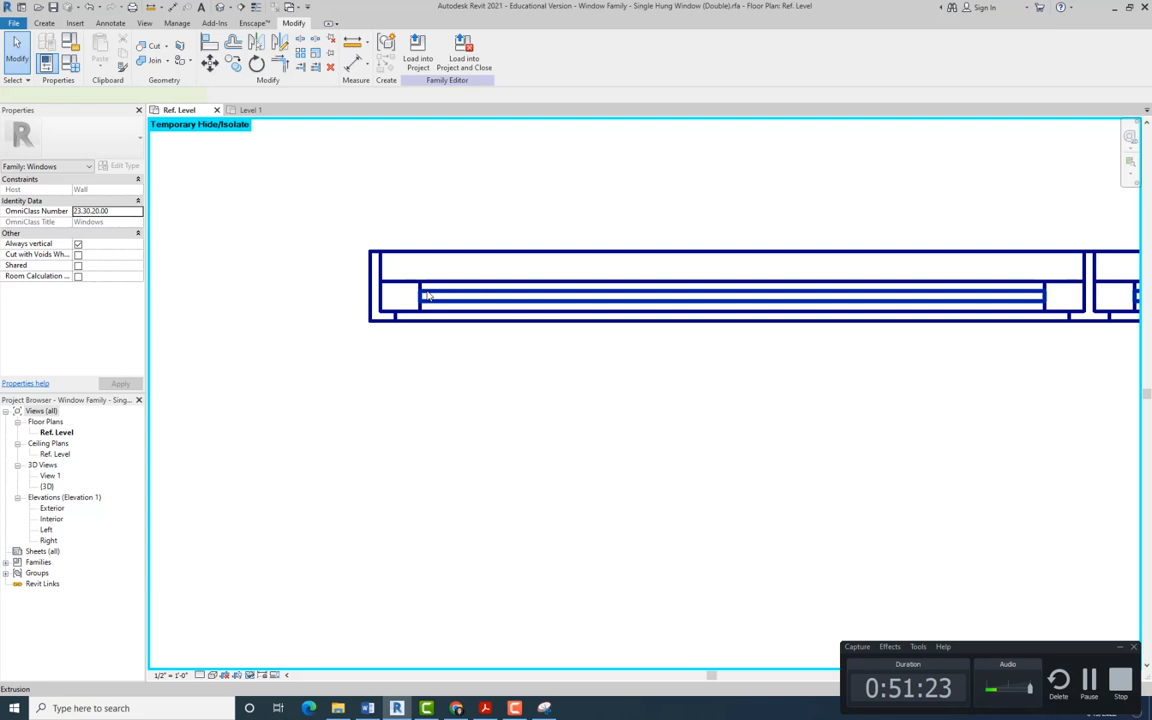 Autodesk Revit 2021 - Educational Version - Window Family - Single Hung Window (Double).rfa - Floor Plan: Ref. Level
Sign In
File Create Insert Annotate View Manage Add-Ins Enscape™ Modify
Modify
Paste
Cut
Join
Load into Project
Load into Project and Close
Select Properties Clipboard Geometry Modify Measure Create Family Editor
Properties
Ref. Level
Level 1
Temporary Hide/Isolate
Family: Windows
Edit Type
Constraints
Host Wall
Identity Data
OmniClass Number 23.30.20.00
OmniClass Title Windows
Other
Always vertical
Cut with Voids Wh...
Shared
Room Calculation ...
Properties help
Apply
Project Browser - Window Family - Sing...
Views (all)
Floor Plans
Ref. Level
Ceiling Plans
Ref. Level
3D Views
View 1
{3D}
Elevations (Elevation 1)
Exterior
Interior
Left
Right
Sheets (all)
Families
Groups
Revit Links
1/2" = 1'-0"
Extrusion
Capture Effects Tools Help
Duration
Audio
0:51:23
Delete
Pause
Stop
Type here to search